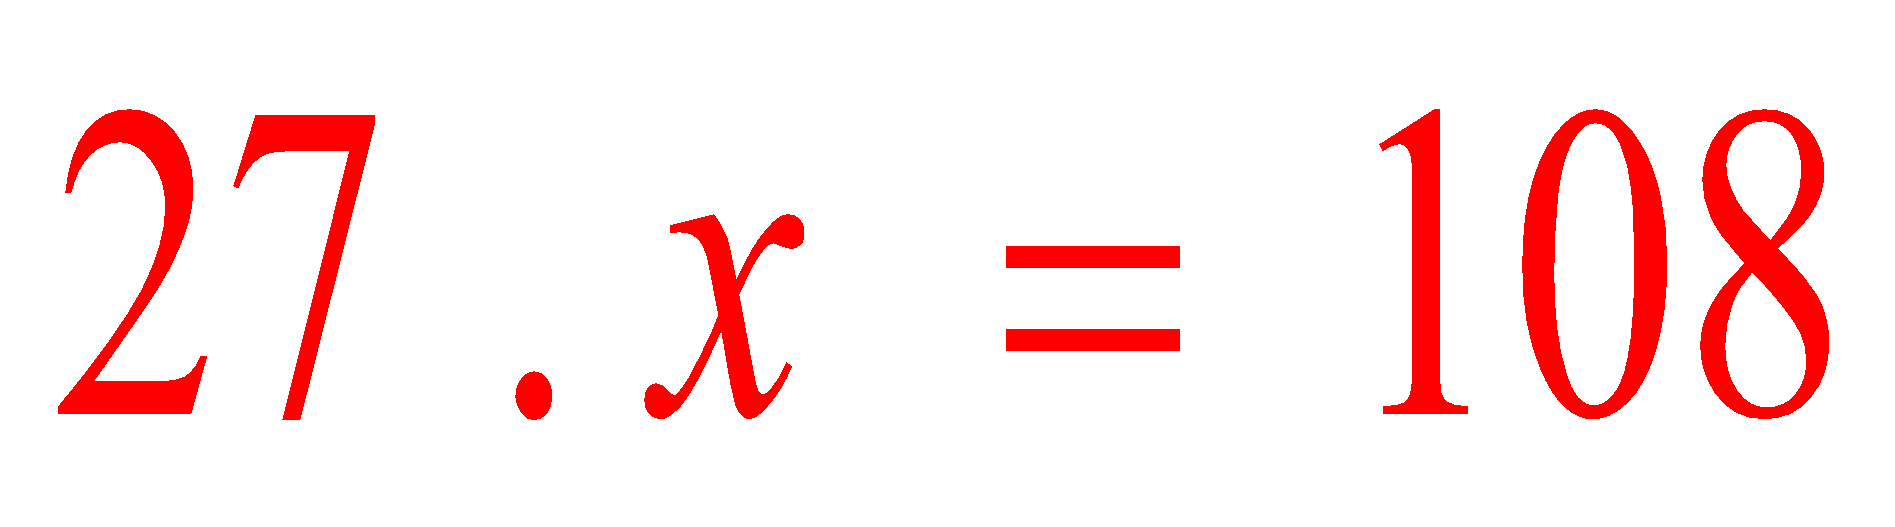 27 . x = 108